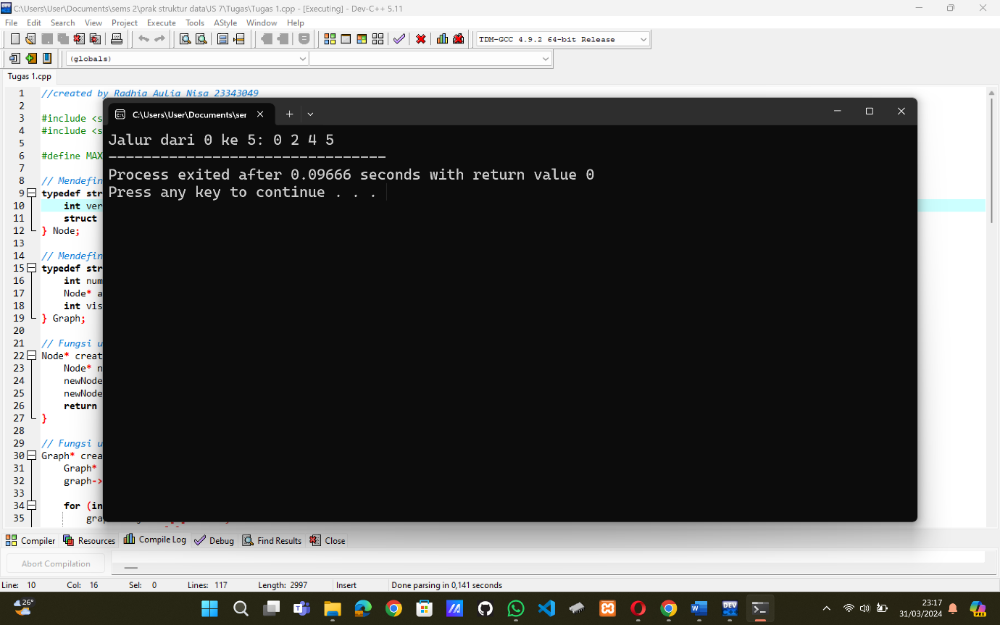 C:\Users\User\Documents\sems 2\prak struktur data\JS 7\Tugas\Tugas 1.cpp - [Executing] - Dev-C++ 5.11
File Edit Search View Project Execute Tools AStyle Window Help
TDM-GCC 4.9.2 64-bit Release
(globals)
Tugas 1.cpp
1 //created by Radhia Aulia Nisa 23343049
2
3 #include <s
4 #include <s
5
6 #define MAX
7
8 // Mendefin
9 typedef str
10 int ver
11 struct
12 } Node;
13
14 // Mendefin
15 typedef str
16 int num
17 Node* a
18 int vis
19 } Graph;
20
21 // Fungsi u
22 Node* creat
23 Node* n
24 newNode
25 newNode
26 return
27 }
28
29 // Fungsi u
30 Graph* crea
31 Graph*
32 graph->
33
34 for (in
35 gra
C:\Users\User\Documents\ser
Jalur dari 0 ke 5: 0 2 4 5
--------------------------------
Process exited after 0.09666 seconds with return value 0
Press any key to continue . . .
Compiler Resources Compile Log Debug Find Results Close
Abort Compilation
Line: 10 Col: 16 Sel: 0 Lines: 117 Length: 2997 Insert Done parsing in 0,141 seconds
26°
DEV
PRE
23:17
31/03/2024